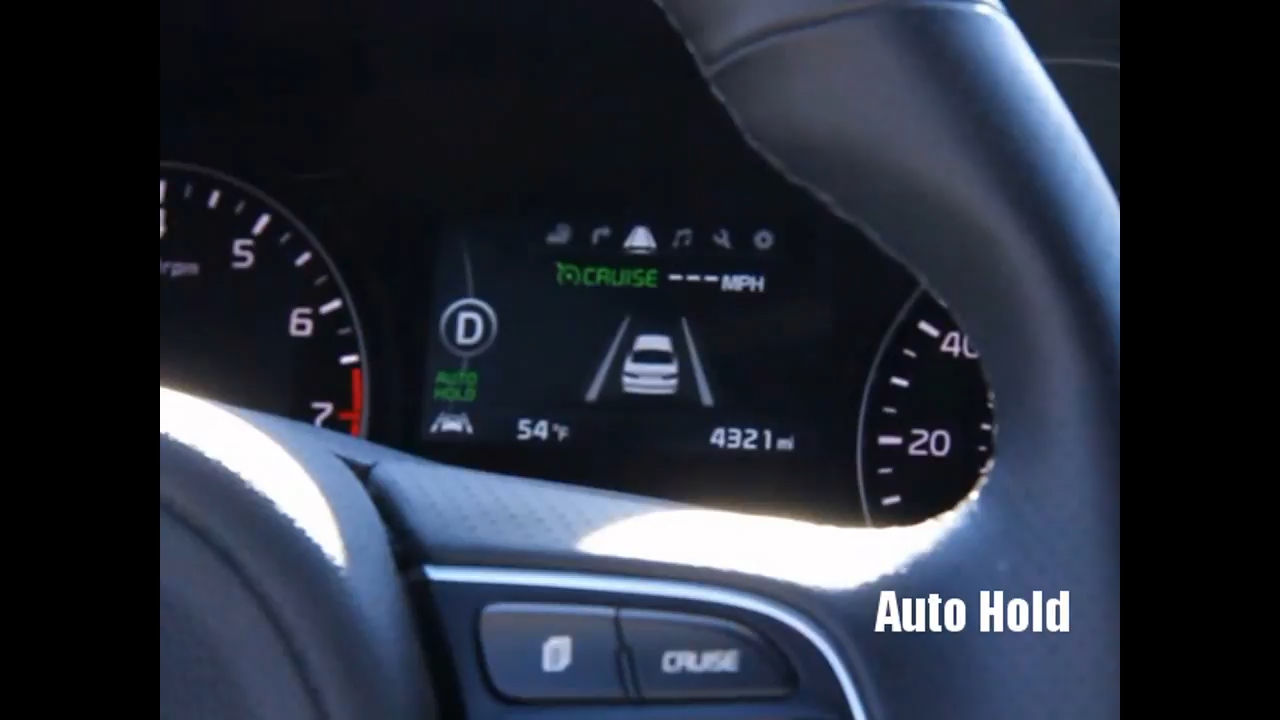 5
rpm
6
7
CRUISE ---MPH
D
AUTO
HOLD
54°F
4321 mi
40
20
CRUISE
Auto Hold